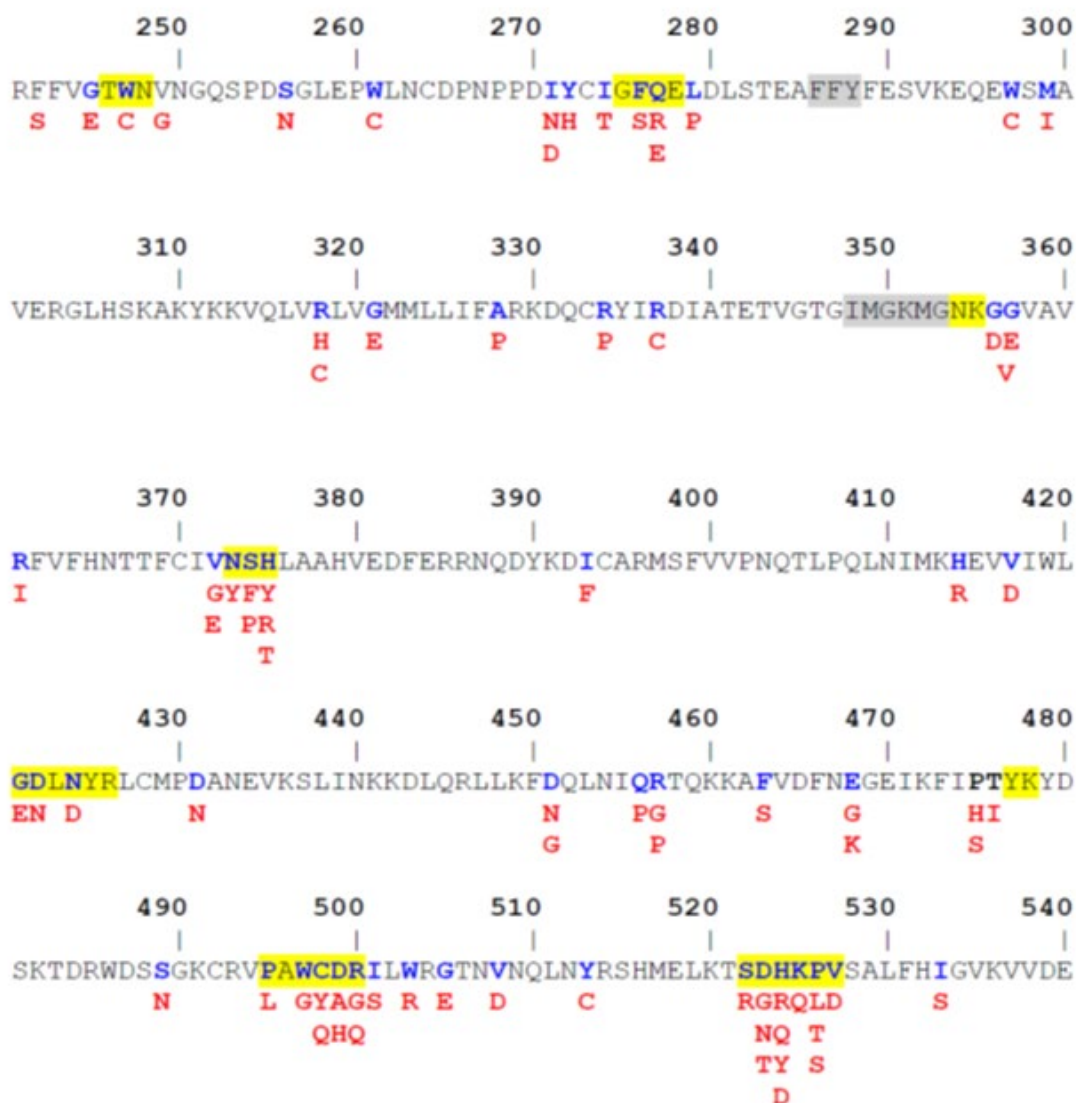 250 260 270 280 290 300
RFFVGTWNVNGQSPDSGLEPWLNCDPNPPDIYCIGFQELDLSTEAFFYFESVKEQEWSMA
S E C G N C NH T SR P C I
D E
310 320 330 340 350 360
VERGLHSKAKYKKVQLVRLVGMMLLIFARKDQCRYIRDIATETVGTGIMGKMGNKGGVAV
H E P P C DE
C V
370 380 390 400 410 420
RFVFHNTTFCIVNSHLAAHVEDFERRNQDYKDICARMSFVVPNQTLPQLNIMKHEVVIWL
I GYFY F R D
E PR
T
430 440 450 460 470 480
GDLNYRLCMPDANEVKSLINKKDLQRLLKFDQLNIQRTQKKAFVDFNEGEIKFIPTYKYD
EN D N N PG S G HI
G P K S
490 500 510 520 530 540
SKTDRWDSSGKCRVPAWCDRILWRGTNVNQLNYRSHMELKTSDHKPVSALFHIGVKVVDE
N L GYAGS R E D C RGRQLD S
QHQ NQ T
TY S
D